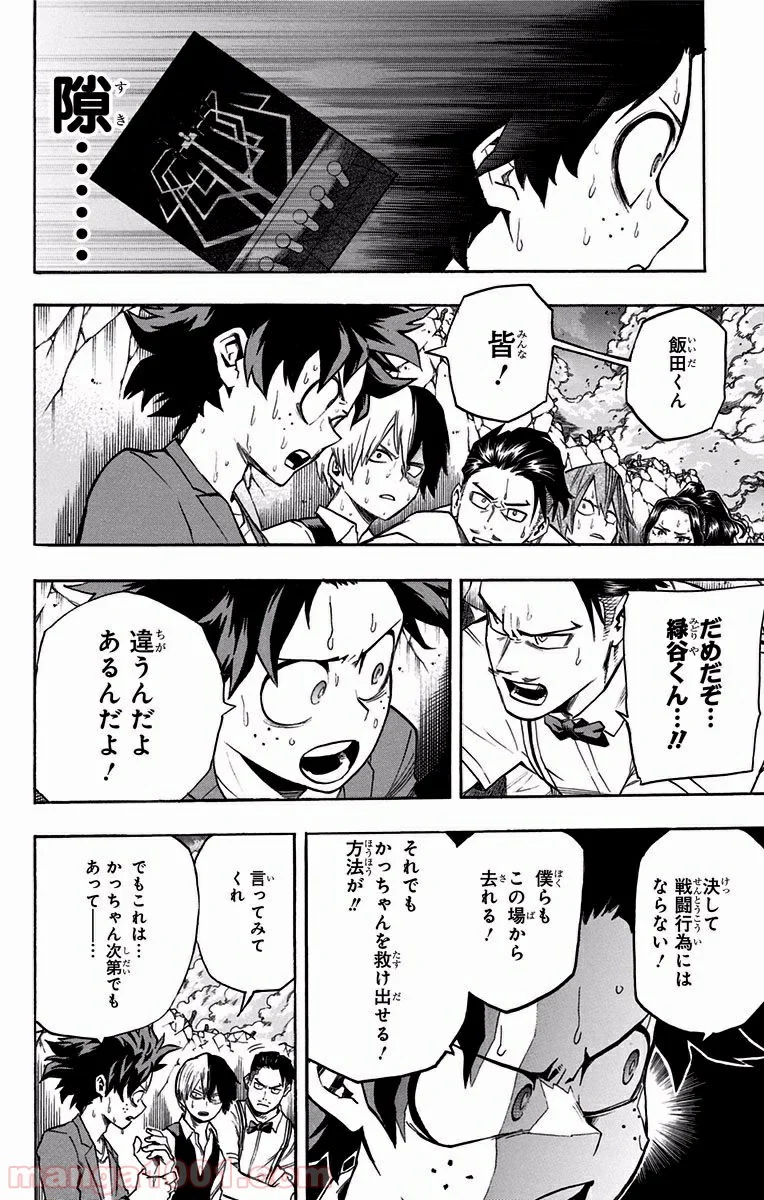 隙……
飯田くん
皆！
だめだぞ…
緑谷くん…!!
違うんだよ
あるんだよ！
決して
戦闘行為には
ならない！
僕らも
この場から
去れる！
それでも
かっちゃんを救け出せる
方法が!!
言ってみて
くれ
でもこれは…
かっちゃん次第でも
あって――…
manga1001.com